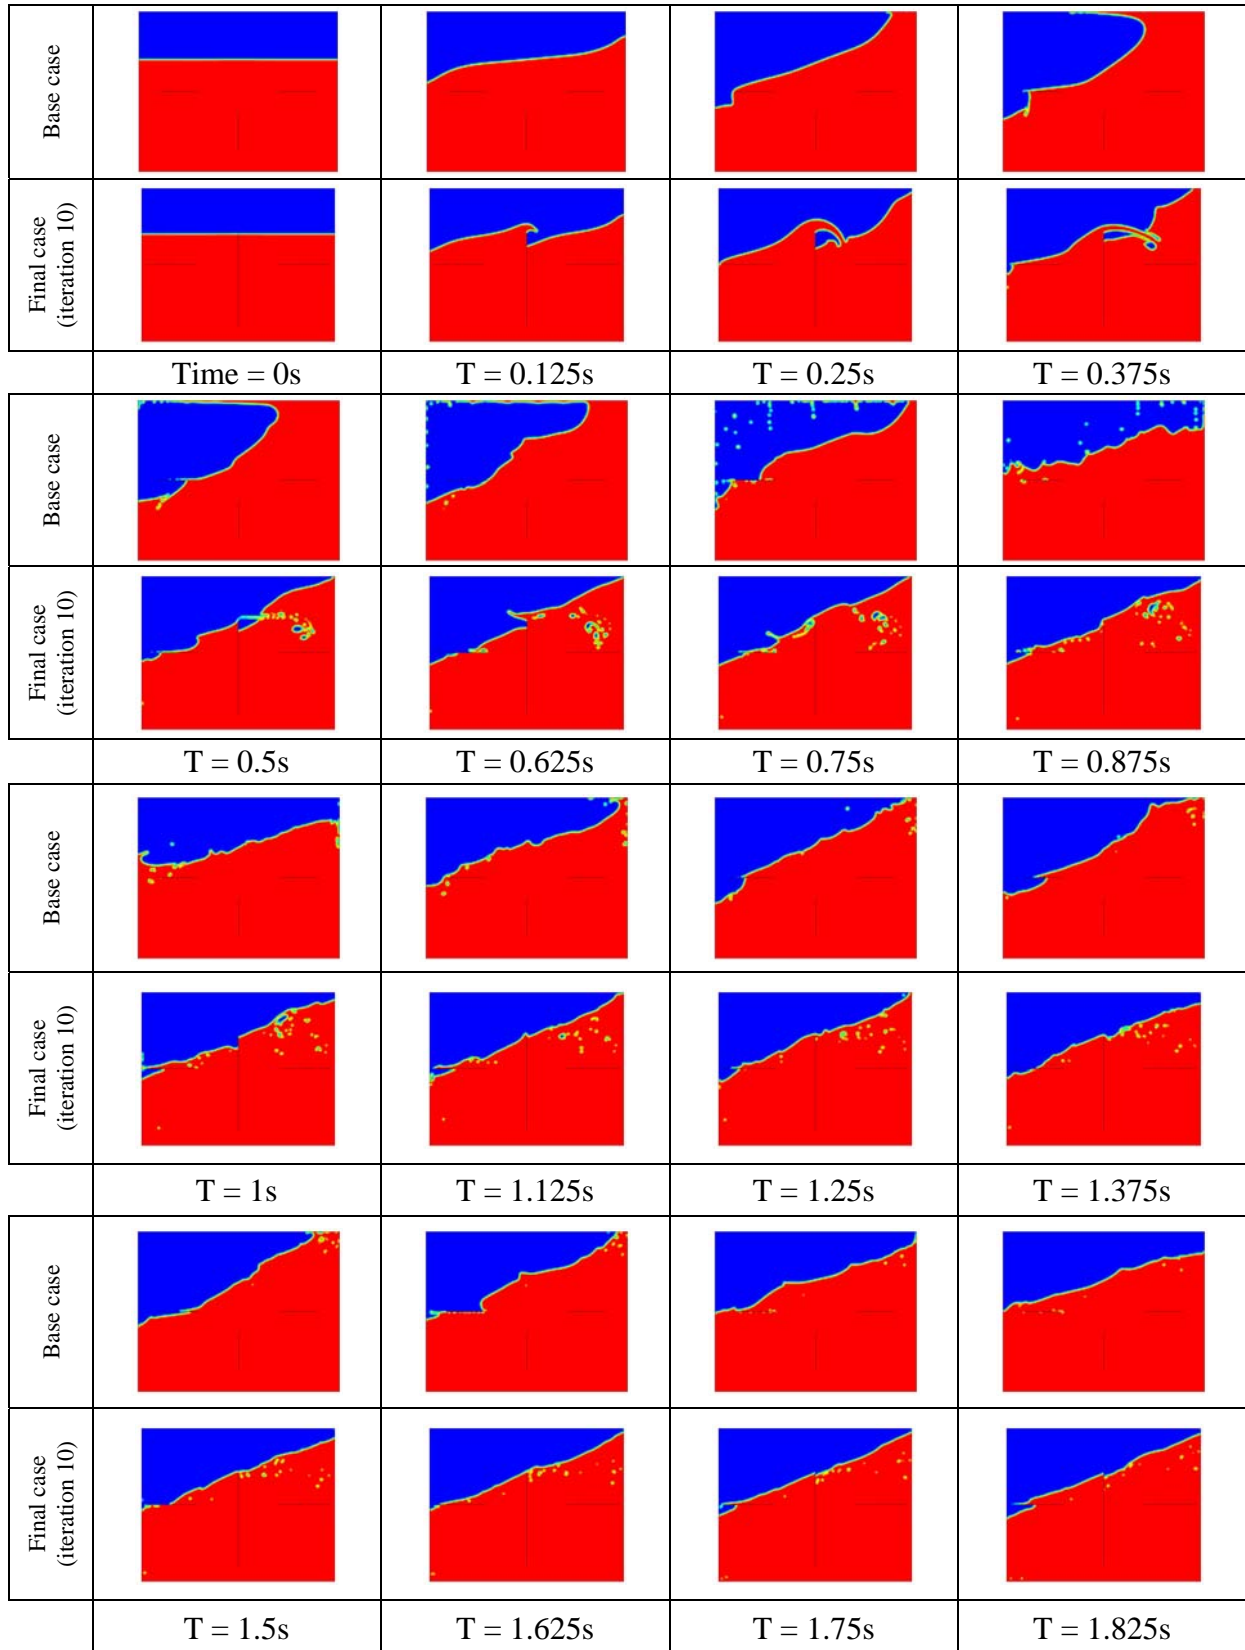 Base case
Final case
(iteration 10)
Time = 0s
T = 0.125s
T = 0.25s
T = 0.375s
Base case
Final case
(iteration 10)
T = 0.5s
T = 0.625s
T = 0.75s
T = 0.875s
Base case
Final case
(iteration 10)
T = 1s
T = 1.125s
T = 1.25s
T = 1.375s
Base case
Final case
(iteration 10)
T = 1.5s
T = 1.625s
T = 1.75s
T = 1.825s